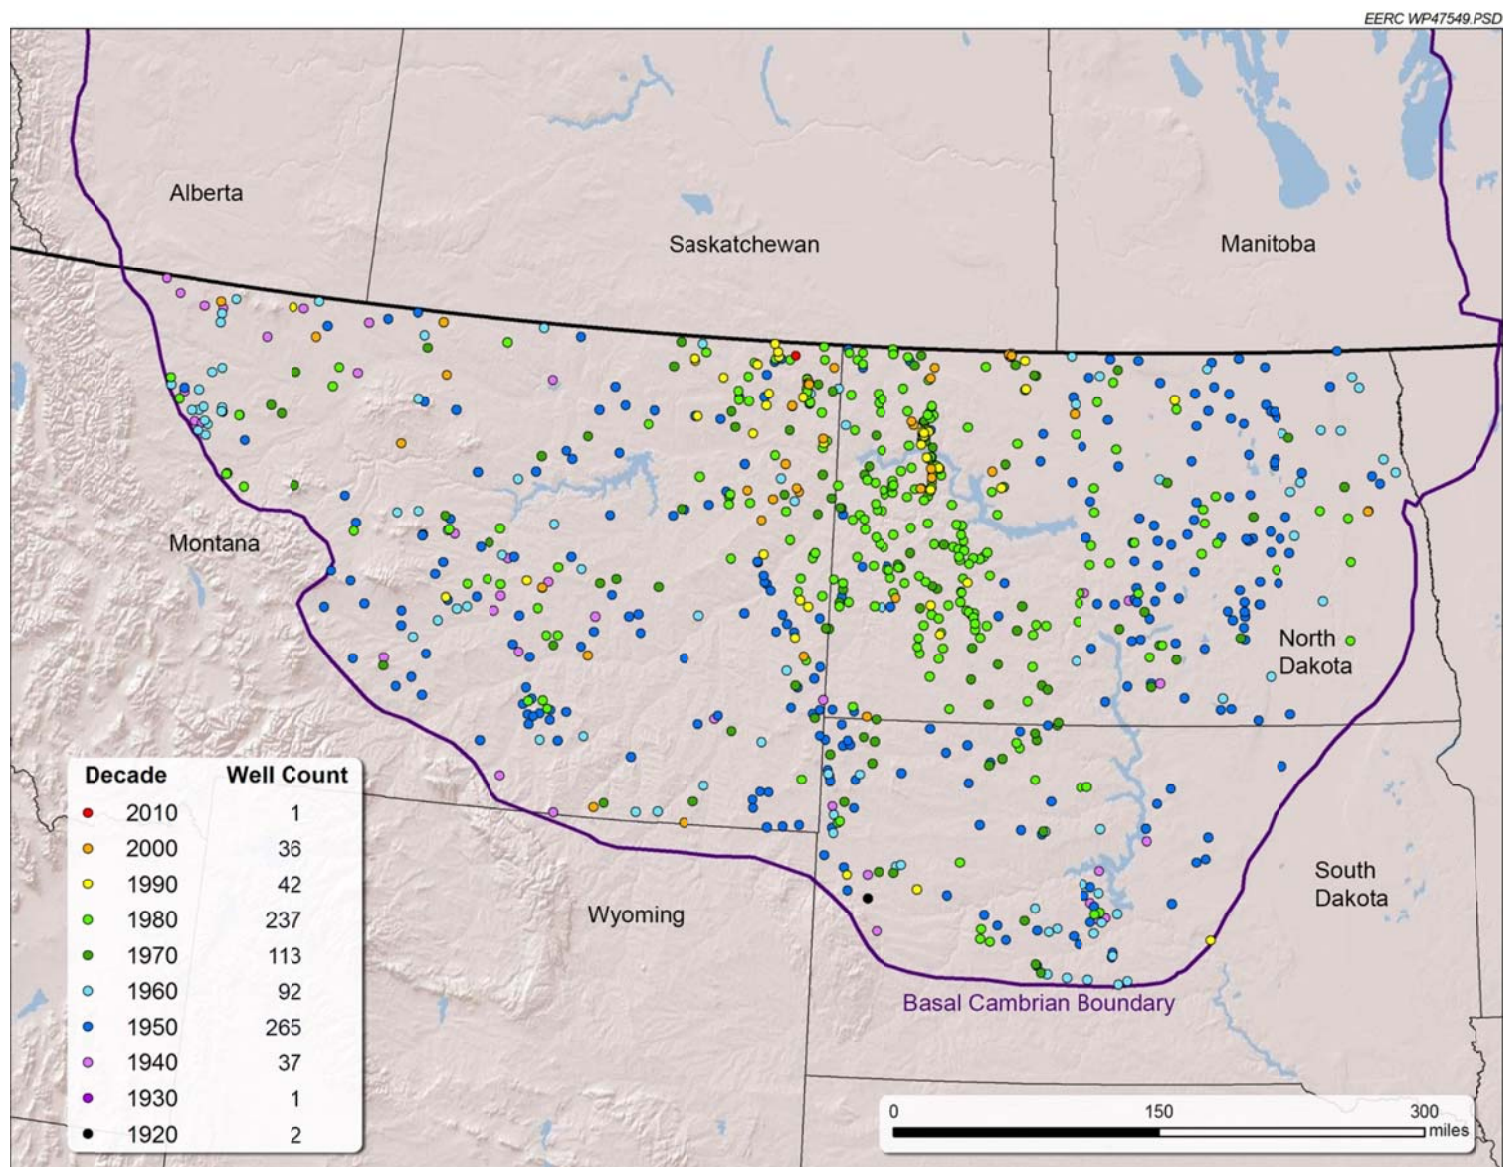 EERC WP47549.PSD
Alberta
Saskatchewan
Manitoba
Montana
North
Dakota
Decade Well Count
2010 1
2000 36
1990 42
1980 237
1970 113
1960 92
1950 265
1940 37
1930 1
1920 2
Wyoming
South
Dakota
Basal Cambrian Boundary
0 150 300
miles